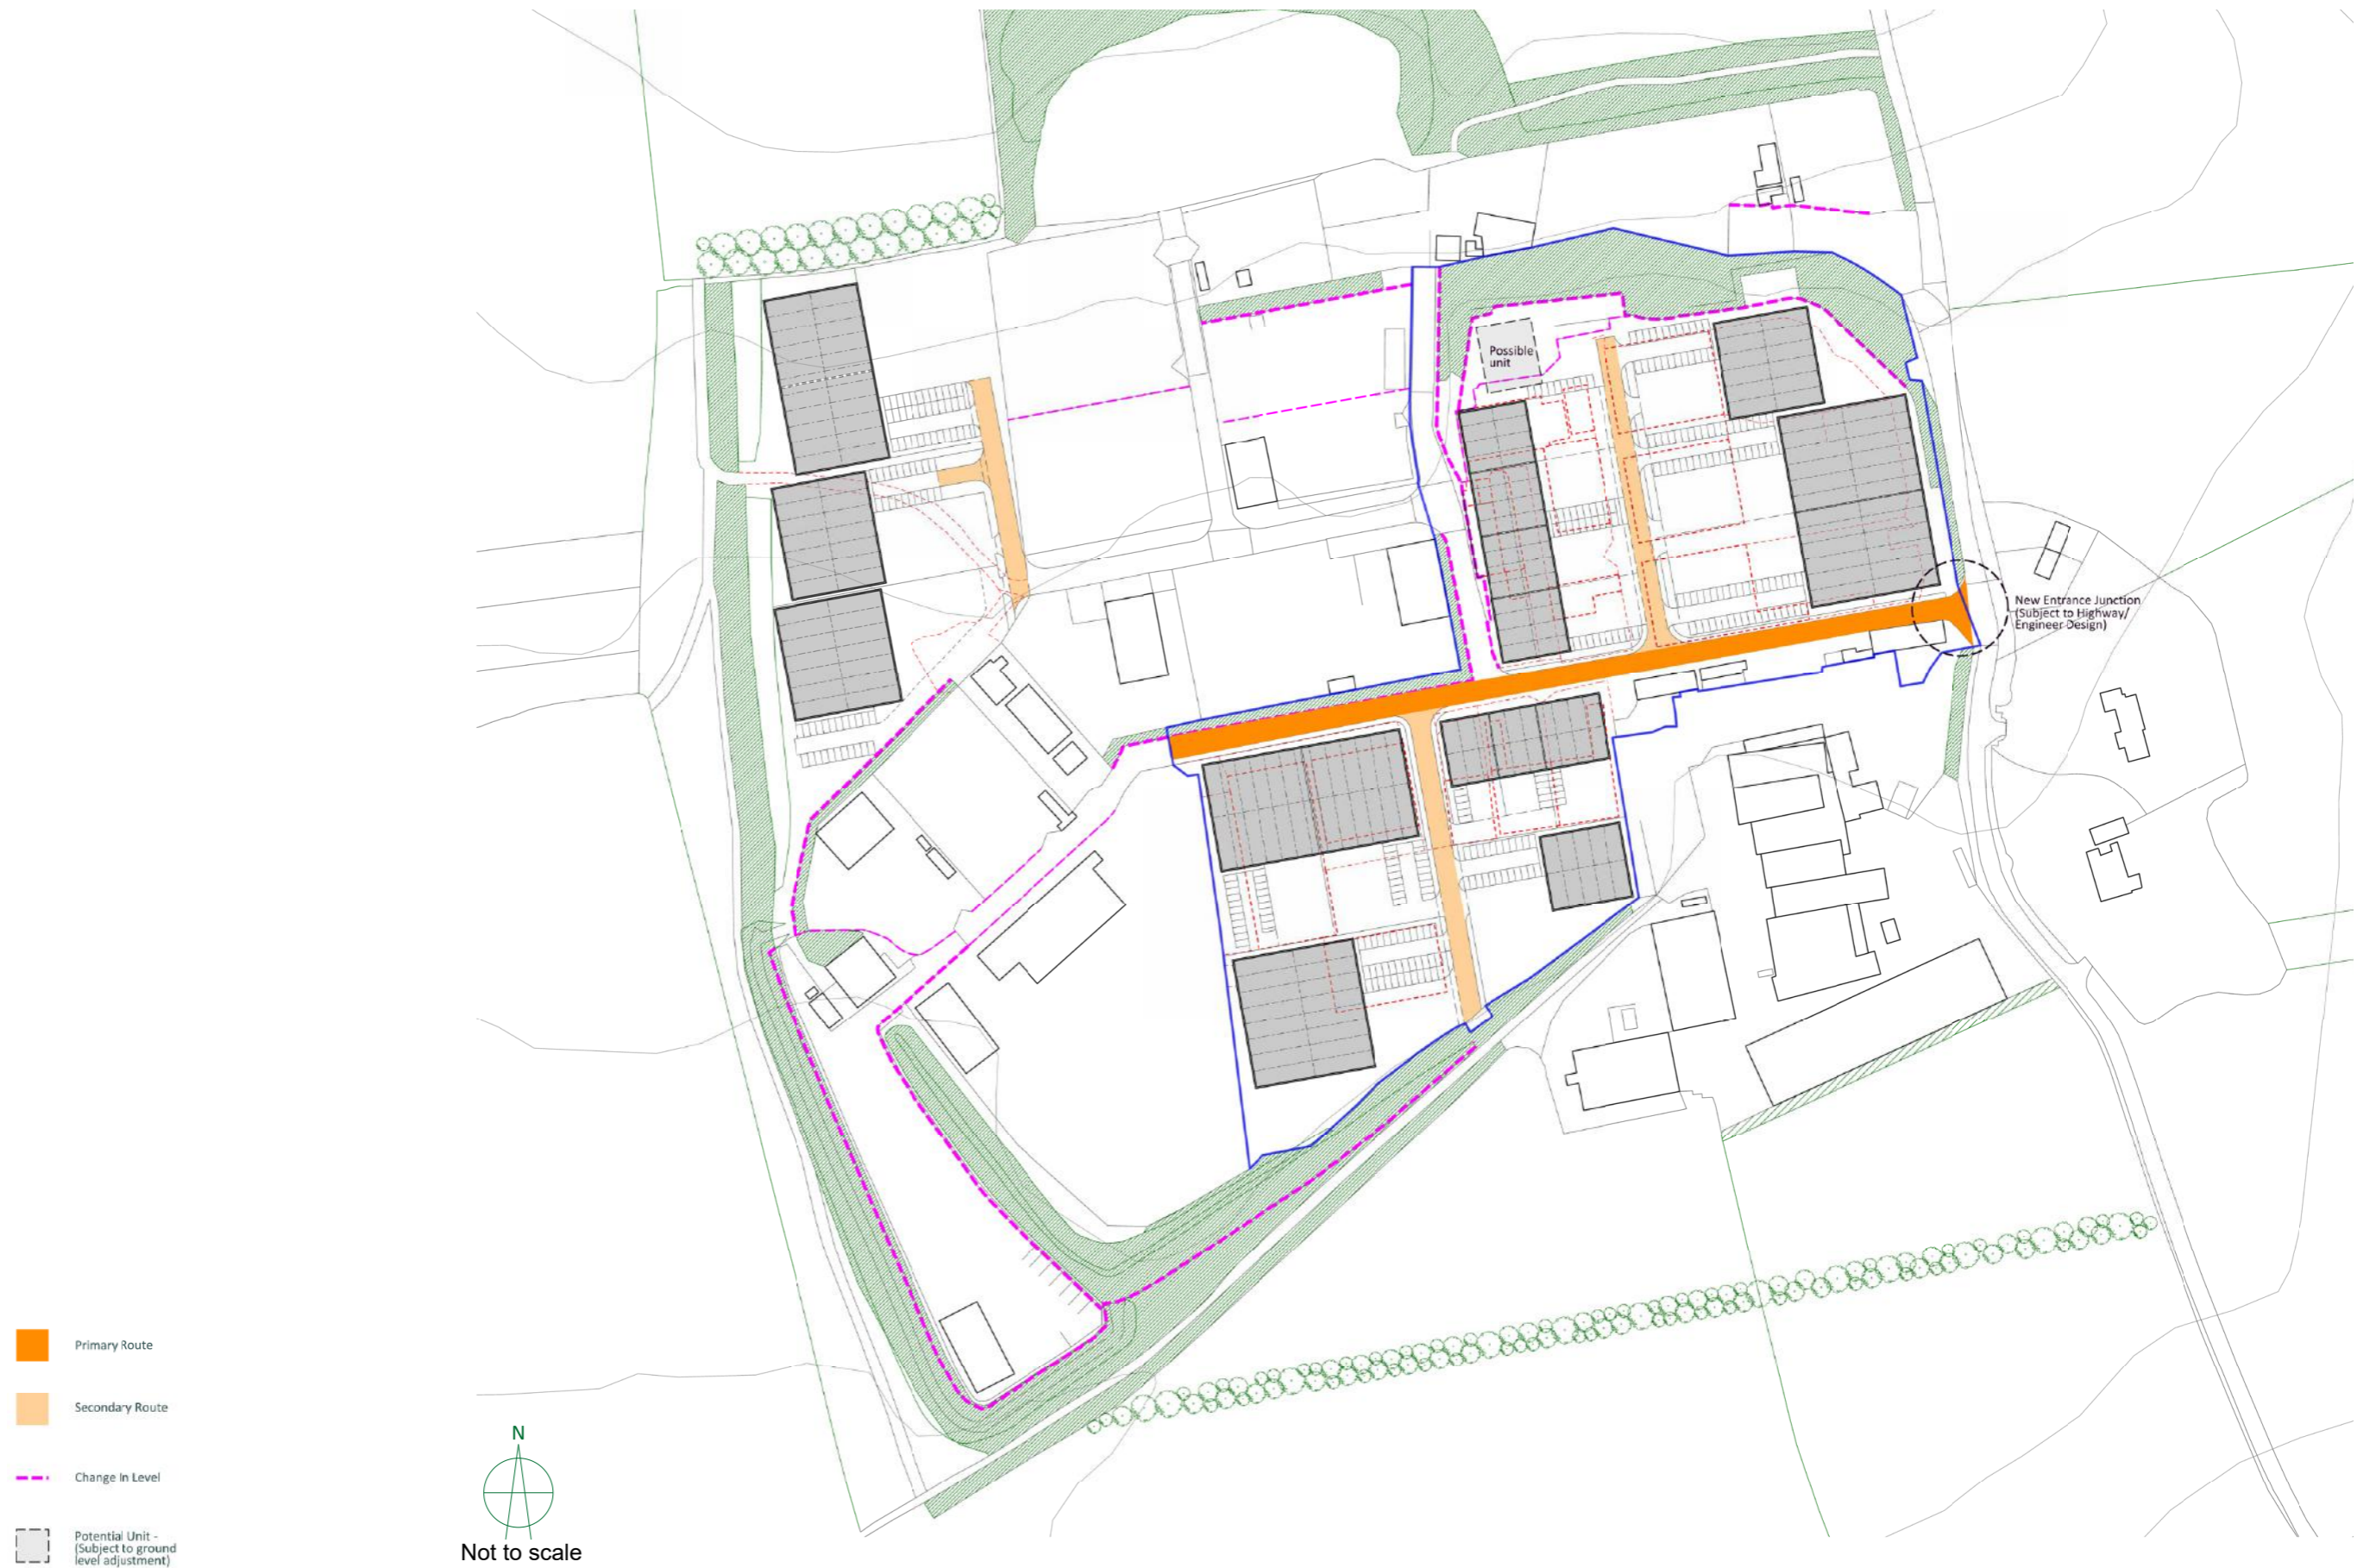 Possible
unit
New Entrance Junction
(Subject to Highway/
Engineer Design)
Primary Route
Secondary Route
Change In Level
Potential Unit -
(Subject to ground
level adjustment)
N
Not to scale